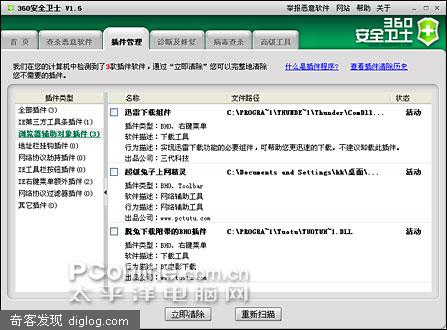 360安全卫士 V1.6
举报恶意软件 网站 帮助 关于
360
安全卫士
首 页
查杀恶意软件
插件管理
诊断及修复
病毒查杀
高级工具
我们在您的计算机中检测到了3款插件软件，通过“立即清除”您可以完整地清除
您不需要的插件.
什么是插件程序?
查看插件清除历史
插件类型
全部插件(3)
IE第三方工具条插件(1)
浏览器辅助对象插件(3)
地址栏挂钩插件(0)
网络协议劫持插件(0)
IE工具栏按钮插件(0)
IE右键菜单额外插件(2)
网络协议过滤器插件(0)
其它插件(0)
名称 文件路径 状态
迅雷下载组件 C:\PROGRA~1\THUNDE~1\Thunder\ComDll... 活动
插件类型：BHO、右键菜单
软件描述：下载工具
行为描述：实现迅雷下载功能的必要组件，可帮助您更迅速的下载。不建议卸载此插件。
出品公司：三代科技
超级兔子上网精灵 C:\Documents and Settings\hk\桌面\... 活动
插件类型：BHO、Toolbar
软件描述：网络辅助工具
行为描述：网络辅助工具
出品公司：www.pctutu.com
脱兔下载附带的BHO插件 C:\PROGRA~1\Tuotu\TUOTUH~1.DLL 活动
插件类型：BHO、右键菜单
软件描述：下载工具
行为描述：BT电影下载
出品公司：www.tuotu.com
PConline.com.cn
太平洋电脑网
立即清除
重新扫描
奇客发现 diglog.com